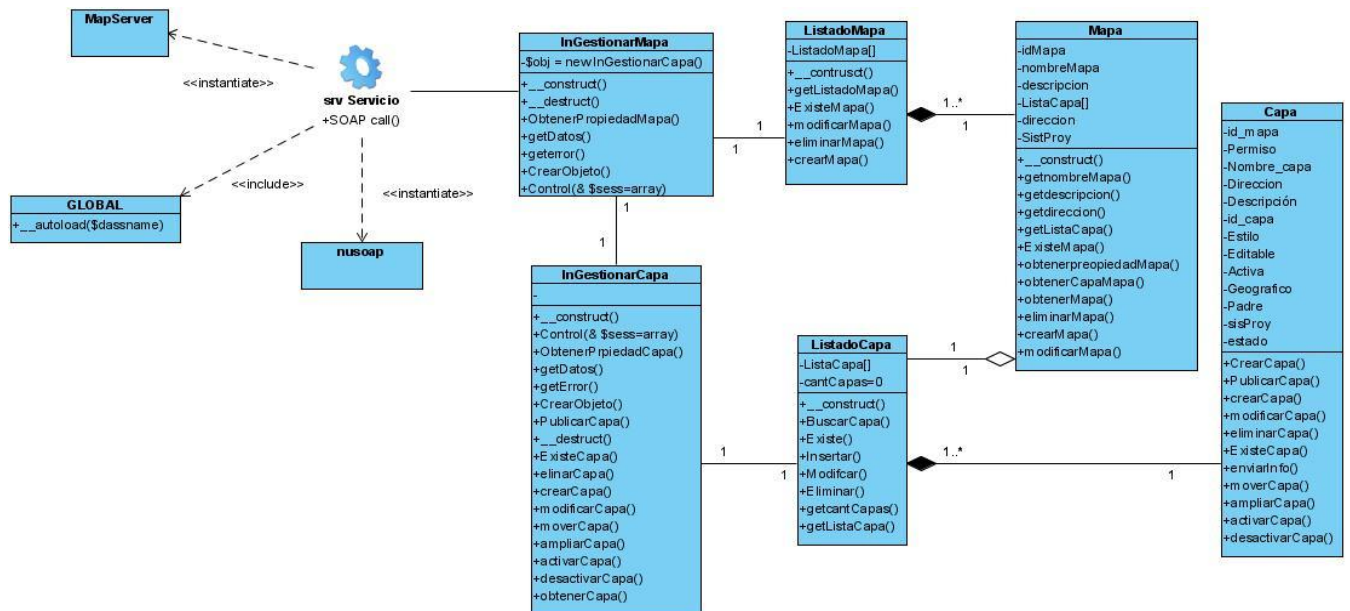 MapServer
<<instantiate>>
srv Servicio
+SOAP call()
<<include>>
<<instantiate>>
GLOBAL
+__autoload($dassname)
nusoap
InGestionarMapa
-$obj = newInGestionarCapa()
+__construct()
+__destruct()
+ObtenerPropiedadMapa()
+getDatos()
+geterror()
+CrearObjeto()
+Control(& $sess=array)
1
1
1
1
InGestionarCapa
-
+__construct()
+Control(& $sess=array)
+ObtenerPrpiedadCapa()
+getDatos()
+getError()
+CrearObjeto()
+PublicarCapa()
+__destruct()
+ExisteCapa()
+elinarCapa()
+crearCapa()
+modificarCapa()
+moverCapa()
+ampliarCapa()
+activarCapa()
+desactivarCapa()
+obtenerCapa()
1
1
ListadoMapa
-ListadoMapa[]
+__contrusct()
+getListadoMapa()
+ExisteMapa()
+modificarMapa()
+eliminarMapa()
+crearMapa()
1..*
1
ListadoCapa
-ListaCapa[]
-cantCapas=0
+__construct()
+BuscarCapa()
+Existe()
+Insertar()
+Modifcar()
+Eliminar()
+getcantCapas()
+getListaCapa()
1
1
1..*
1
Mapa
-idMapa
-nombreMapa
-descripcion
-ListaCapa[]
-direccion
-SistProy
+__construct()
+getnombreMapa()
+getdescripcion()
+getdireccion()
+getListaCapa()
+ExisteMapa()
+obtenerpreopiedadMapa()
+obtenerCapaMapa()
+obtenerMapa()
+eliminarMapa()
+crearMapa()
+modificarMapa()
Capa
-id_mapa
-Permiso
-Nombre_capa
-Direccion
-Descripción
-id_capa
-Estilo
-Editable
-Activa
-Geografico
-Padre
-sisProy
-estado
+CrearCapa()
+PublicarCapa()
+crearCapa()
+modificarCapa()
+eliminarCapa()
+ExisteCapa()
+enviarInfo()
+moverCapa()
+ampliarCapa()
+activarCapa()
+desactivarCapa()